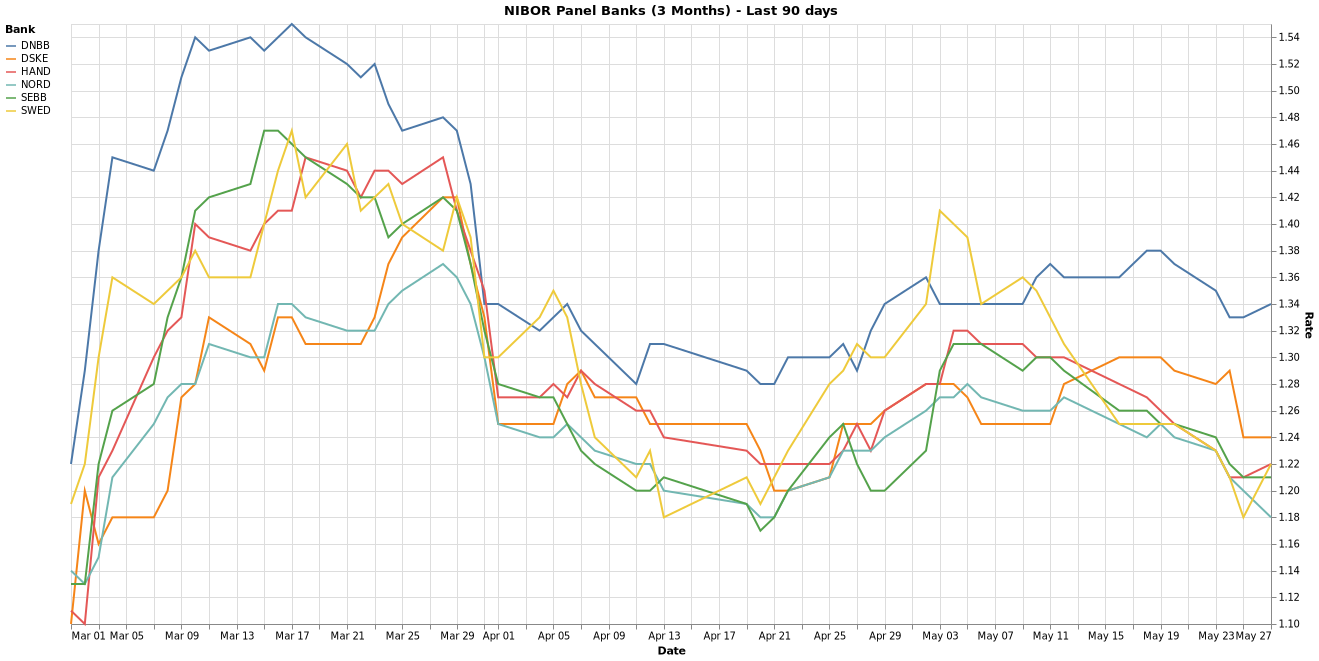 NIBOR Panel Banks (3 Months) - Last 90 days
Bank
DNBB
DSKE
HAND
NORD
SEBB
SWED
1.54
1.52
1.50
1.48
1.46
1.44
1.42
1.40
1.38
1.36
1.34
1.32
1.30
1.28
1.26
1.24
1.22
1.20
1.18
1.16
1.14
1.12
1.10
Rate
Mar 01 Mar 05 Mar 09 Mar 13 Mar 17 Mar 21 Mar 25 Mar 29 Apr 01 Apr 05 Apr 09 Apr 13 Apr 17 Apr 21 Apr 25 Apr 29 May 03 May 07 May 11 May 15 May 19 May 23 May 27
Date